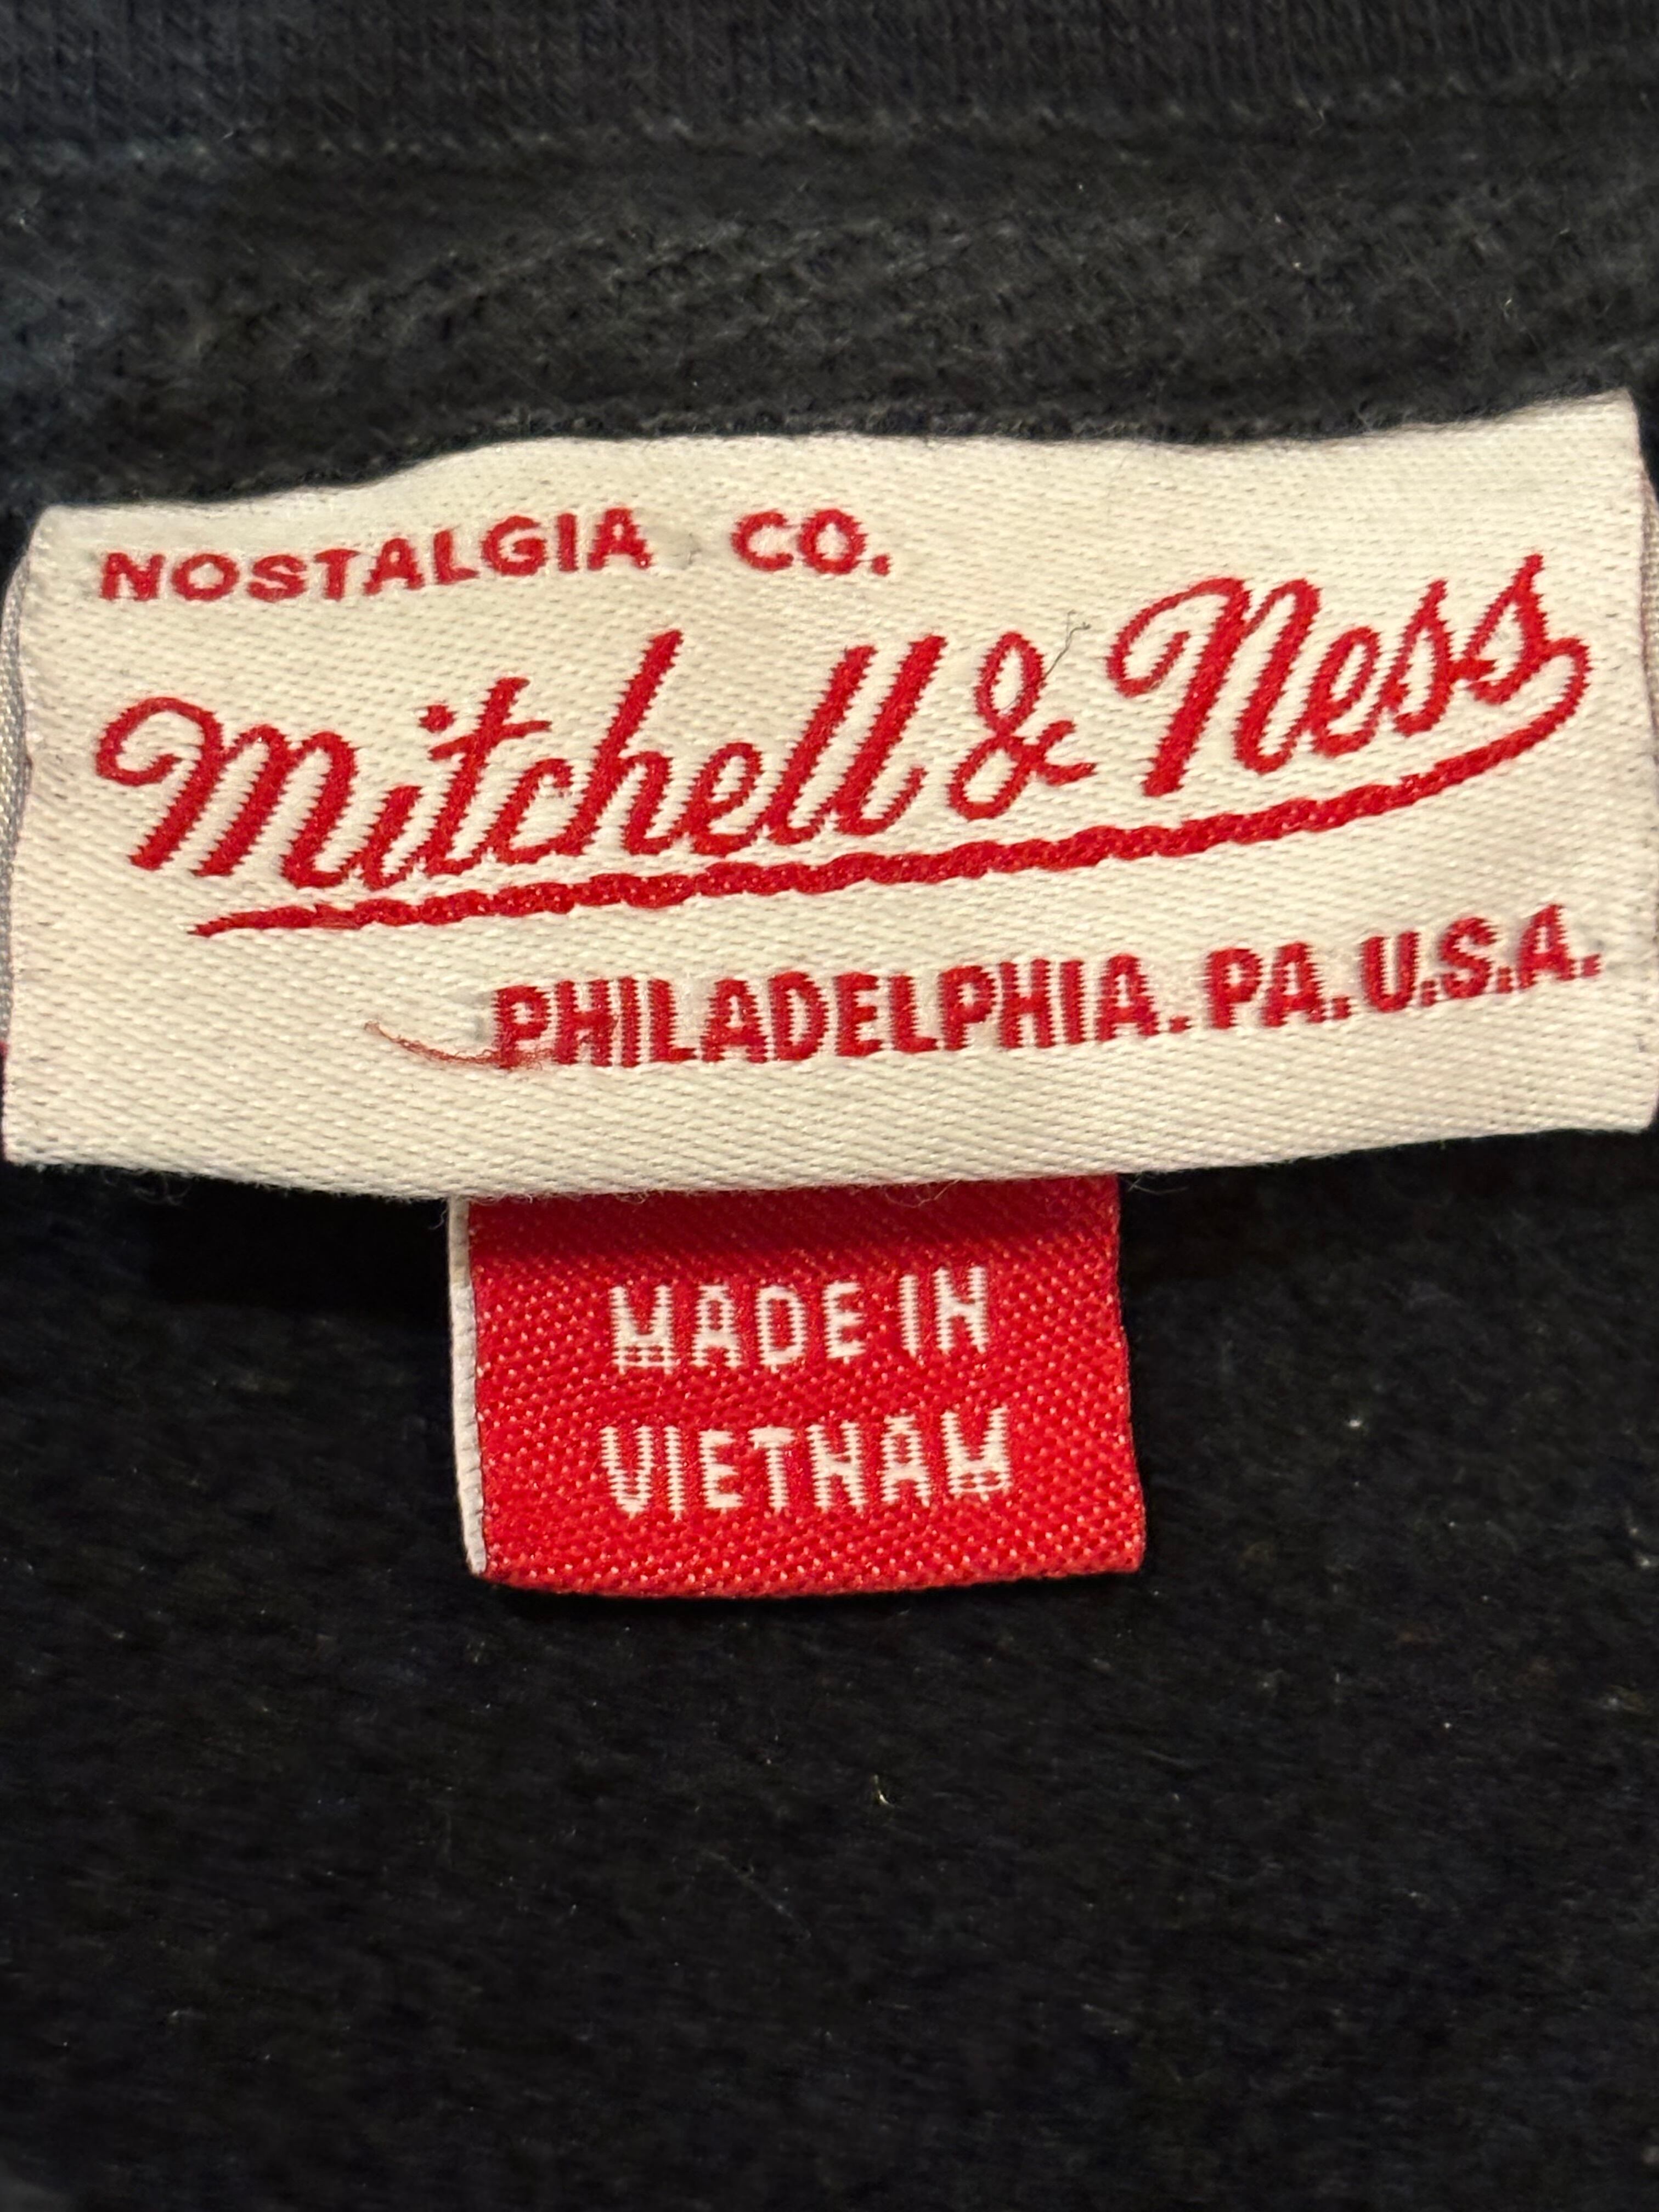 NOSTALGIA CO.
Mitchell & Ness
PHILADELPHIA. PA. U.S.A.
MADE IN
VIETNAM